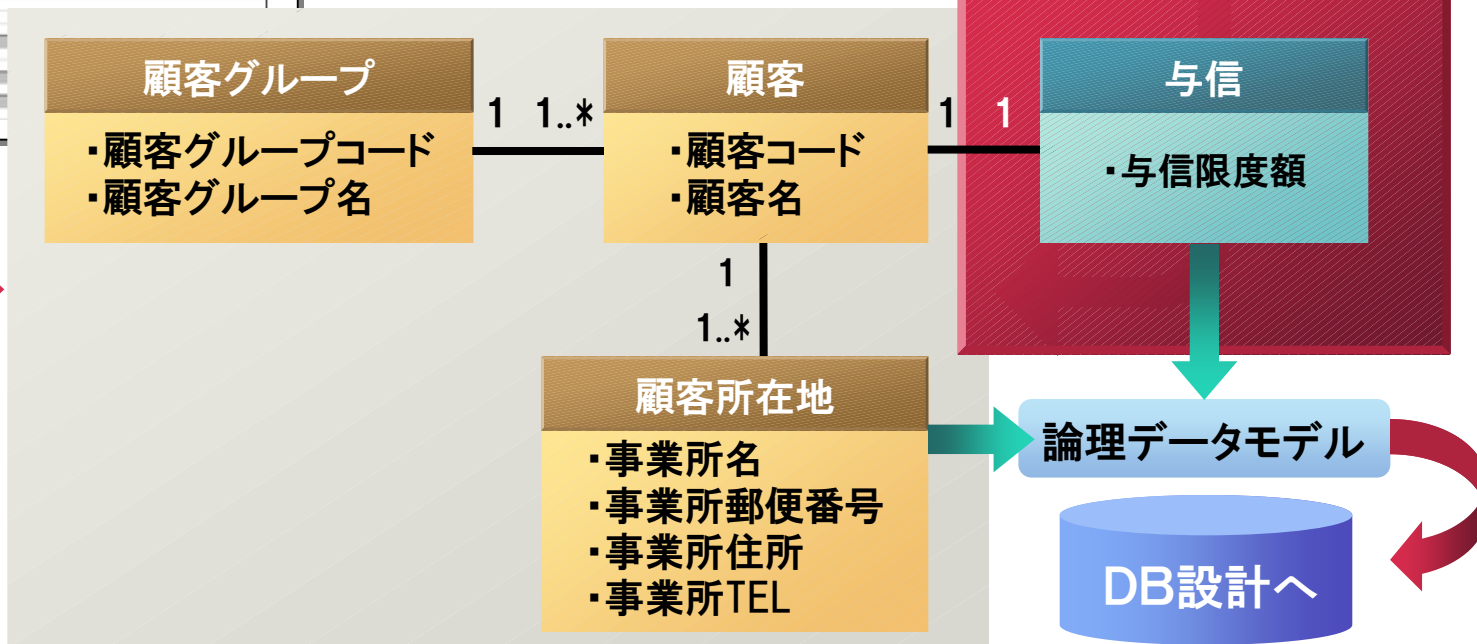 顧客グループ
・顧客グループコード
・顧客グループ名
1 1..*
顧客
・顧客コード
・顧客名
1 1
与信
・与信限度額
1
1..*
顧客所在地
・事業所名
・事業所郵便番号
・事業所住所
・事業所TEL
論理データモデル
DB設計へ